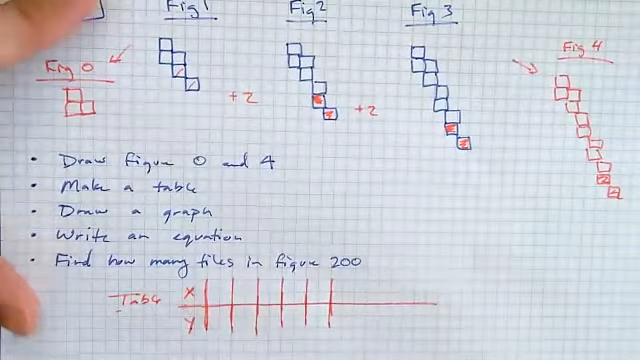 Fig 1
Fig 2
Fig 3
Fig 4
Fig 0
+2
+2
• Draw figure 0 and 4
• Make a table
• Draw a graph
• Write an equation
• Find how many tiles in figure 200
Table
X
Y